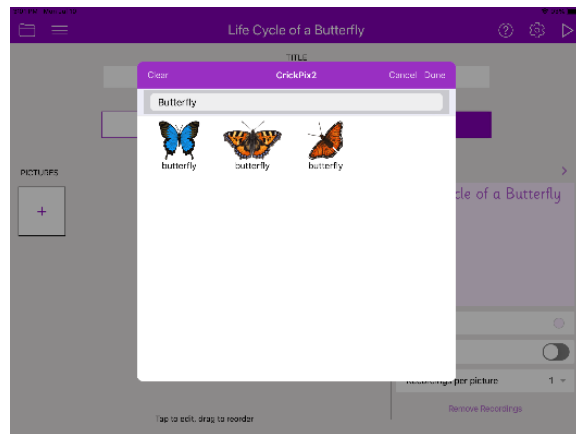 Life Cycle of a Butterfly
TITLE
Clear CrickPix2 Cancel Done
Butterfly
butterfly butterfly butterfly
PICTURES
+
cle of a Butterfly
Recordings per picture 1
Remove Recordings
Tap to edit, drag to reorder